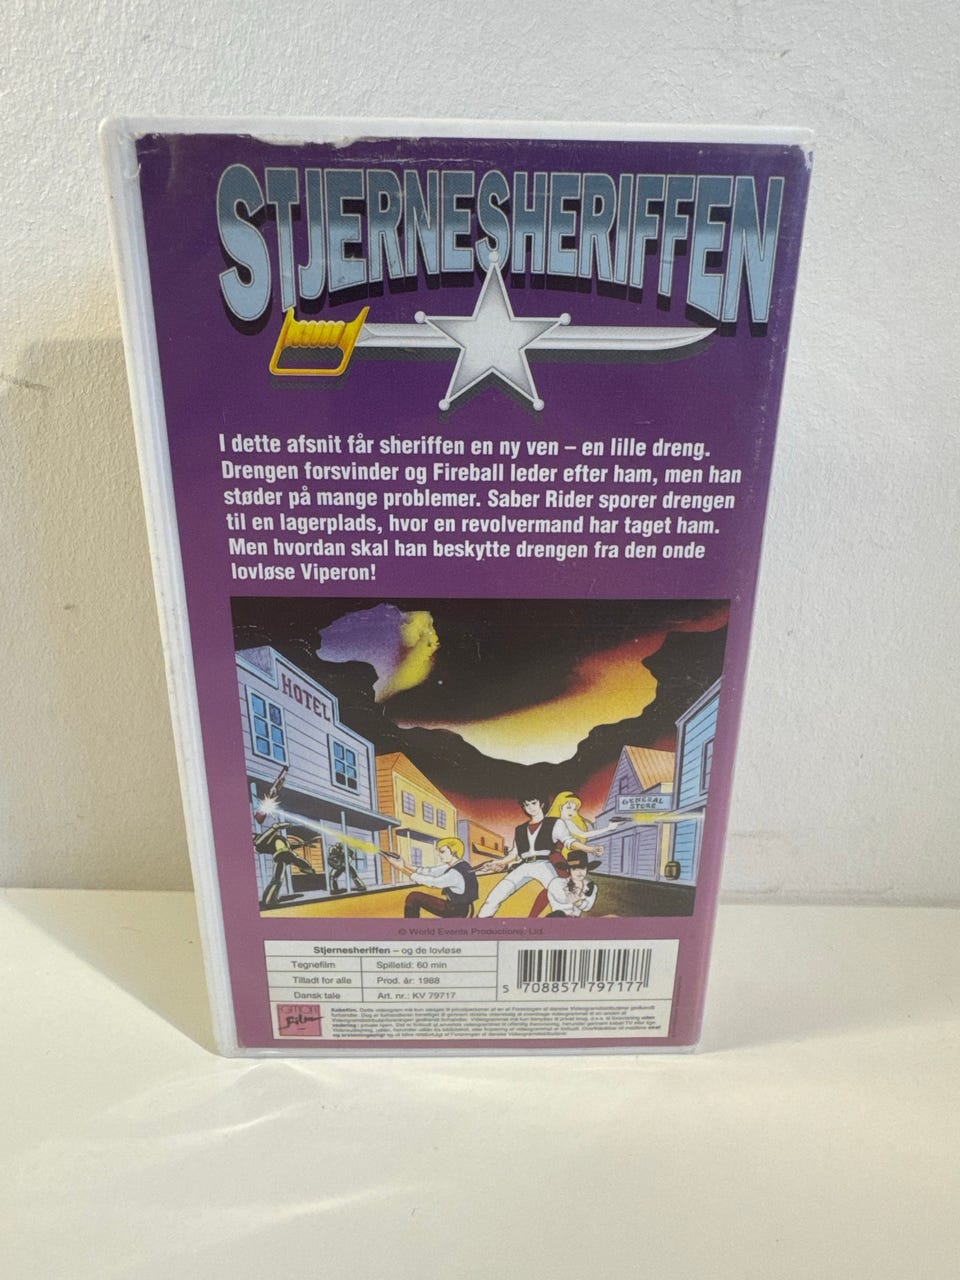 STJERNESHERIFFEN
I dette afsnit får sheriffen en ny ven – en lille dreng.
Drengen forsvinder og Fireball leder efter ham, men han
støder på mange problemer. Saber Rider sporer drengen
til en lagerplads, hvor en revolvermand har taget ham.
Men hvordan skal han beskytte drengen fra den onde
lovløse Viperon!
HOTEL
GENERAL
STORE
© World Events Productions, Ltd.
Stjernesheriffen – og de lovløse
Tegnefilm Spilletid: 60 min
Tilladt for alle Prod. år: 1988
Dansk tale Art. nr.: KV 79717
5 708857 797177
Film